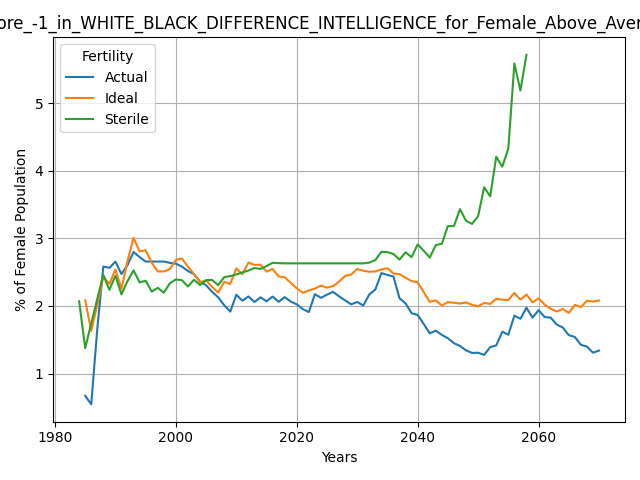 ore_-1_in_WHITE_BLACK_DIFFERENCE_INTELLIGENCE_for_Female_Above_Aver
Fertility
Actual
Ideal
Sterile
% of Female Population
5
4
3
2
1
1980
2000
2020
2040
2060
Years